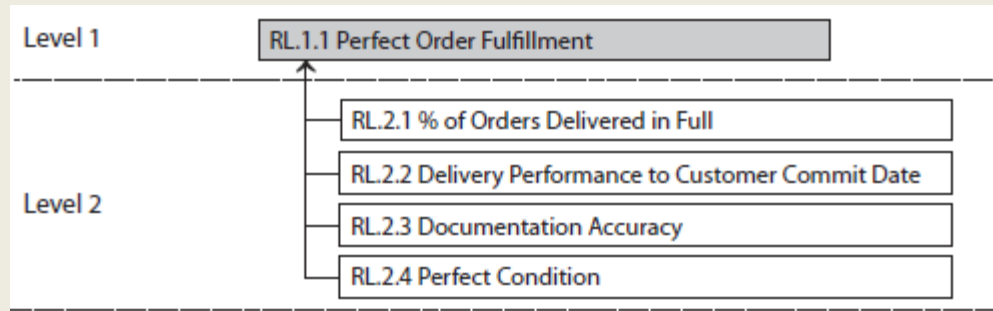 Level 1
RL.1.1 Perfect Order Fulfillment
RL.2.1 % of Orders Delivered in Full
RL.2.2 Delivery Performance to Customer Commit Date
Level 2
RL.2.3 Documentation Accuracy
RL.2.4 Perfect Condition